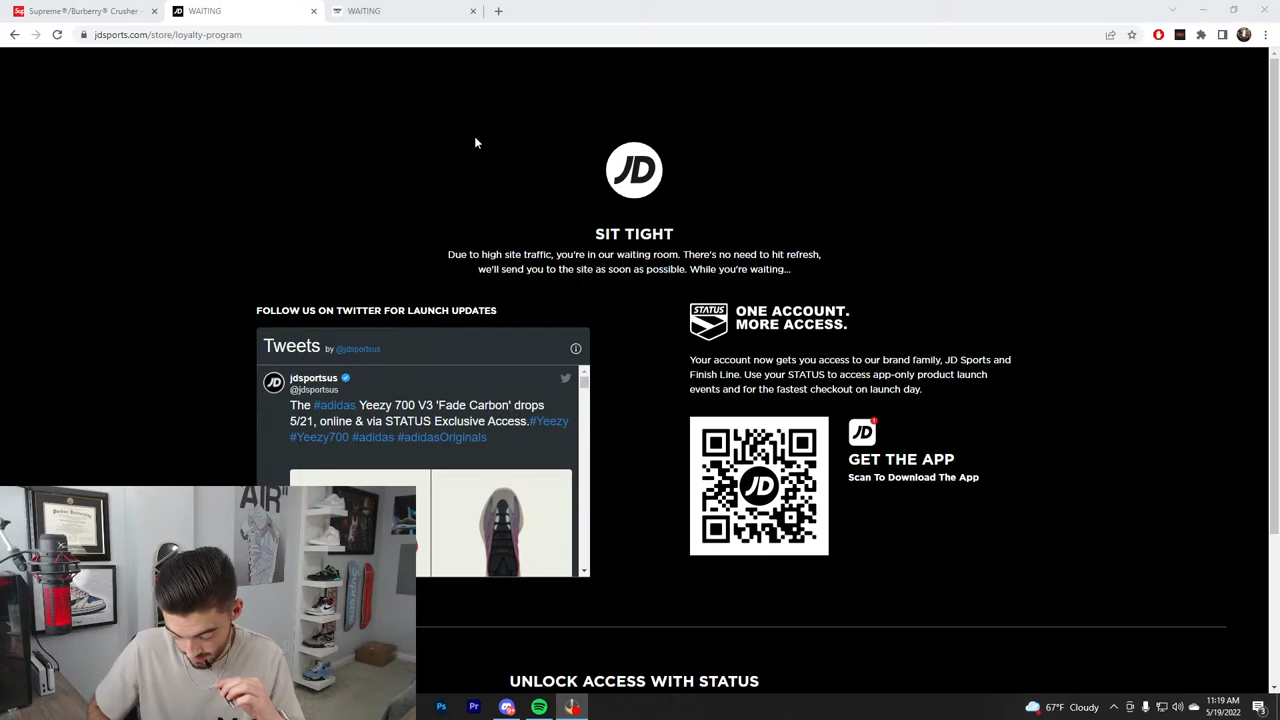 Supreme®/Burberry® Crusher
WAITING
WAITING
jdsports.com/store/loyalty-program
JD
SIT TIGHT
Due to high site traffic, you're in our waiting room. There's no need to hit refresh,
we'll send you to the site as soon as possible. While you're waiting...
FOLLOW US ON TWITTER FOR LAUNCH UPDATES
Tweets by @jdsportsus
JD
jdsportsus
@jdsportsus
The #adidas Yeezy 700 V3 'Fade Carbon' drops
5/21, online & via STATUS Exclusive Access.#Yeezy
#Yeezy700 #adidas #adidasOriginals
STATUS
ONE ACCOUNT.
MORE ACCESS.
Your account now gets you access to our brand family, JD Sports and
Finish Line. Use your STATUS to access app-only product launch
events and for the fastest checkout on launch day.
JD
JD
GET THE APP
Scan To Download The App
AIR"
UNLOCK ACCESS WITH STATUS
Ps
Pr
67°F Cloudy
11:19 AM
5/19/2022